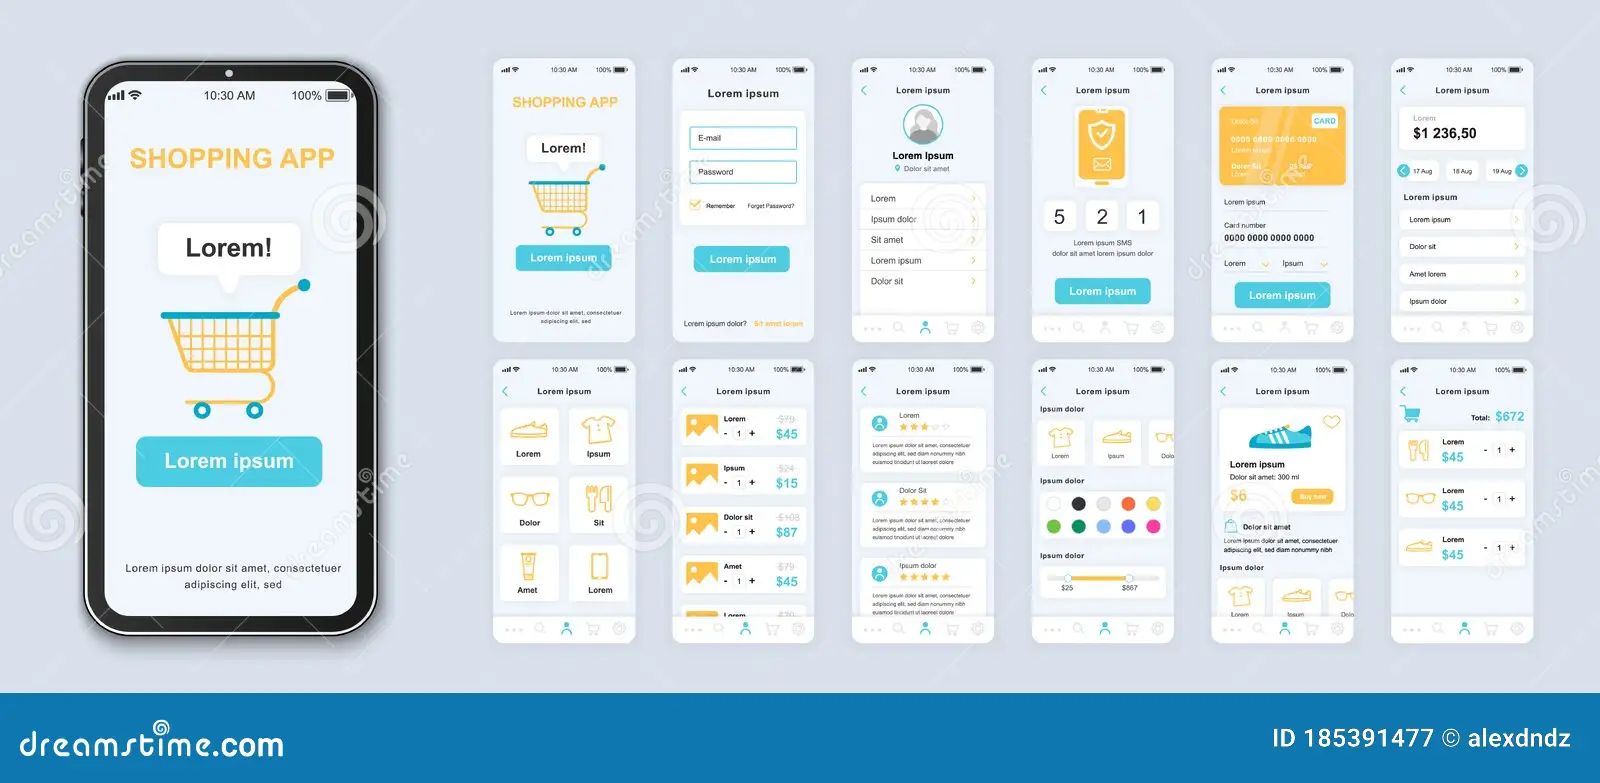 10:30 AM 100%
SHOPPING APP
Lorem!
Lorem ipsum
Lorem ipsum dolor sit amet, consectetuer
adipiscing elit, sed
10:30 AM 100%
SHOPPING APP
Lorem!
Lorem ipsum
Lorem ipsum dolor sit amet, consectetuer
adipiscing elit, sed
10:30 AM 100%
Lorem ipsum
E-mail
Password
Remember Forget Password?
Lorem ipsum
Lorem ipsum dolor? Sit amet lorem
10:30 AM 100%
Lorem ipsum
Lorem Ipsum
Dolor sit amet
Lorem
Ipsum dolor
Sit amet
Lorem ipsum
Dolor sit
10:30 AM 100%
Lorem ipsum
5 2 1
Lorem ipsum SMS
dolor sit amet lorem ipsum dolor
Lorem ipsum
10:30 AM 100%
Lorem ipsum
Dolor Sit CARD
0000 0000 0000 0000
Lorem ipsum
Dolor Sit
Lorem
Lorem ipsum
Card number
0000 0000 0000 0000
Lorem Ipsum
Lorem ipsum
10:30 AM 100%
Lorem ipsum
Lorem
$1 236,50
17 Aug 18 Aug 19 Aug
Lorem ipsum
Lorem ipsum
Dolor sit
Amet lorem
Ipsum dolor
10:30 AM 100%
Lorem ipsum
Lorem Ipsum
Dolor Sit
Amet Lorem
10:30 AM 100%
Lorem ipsum
Lorem $79
- 1 + $45
Ipsum $24
- 1 + $15
Dolor sit $108
- 1 + $87
Amet $79
- 1 + $45
Lorem $79
10:30 AM 100%
Lorem ipsum
Lorem
Lorem ipsum dolor sit amet, consectetuer
adipiscing elit, sed diam nonummy nibh
euismod tincidunt ut laoreet dolore
Dolor Sit
Lorem ipsum dolor sit amet, consectetuer
adipiscing elit, sed diam nonummy nibh
euismod tincidunt ut laoreet dolore
Ipsum dolor
Lorem ipsum dolor sit amet, consectetuer
adipiscing elit, sed diam nonummy nibh
euismod tincidunt ut laoreet dolore
10:30 AM 100%
Lorem ipsum
Ipsum dolor
Lorem Ipsum Dolo
Ipsum dolor
Ipsum dolor
$25 $867
10:30 AM 100%
Lorem ipsum
Lorem ipsum
Dolor sit amet: 300 ml
$6 Buy now
Dolor sit amet
Lorem ipsum dolor sit amet, consectetuer
adipiscing elit, sed diam nonummy nibh
Ipsum dolor
Lorem Ipsum Dolo
10:30 AM 100%
Lorem ipsum
Total: $672
Lorem
$45 - 1 +
Lorem
$45 - 1 +
Lorem
$45 - 1 +
dreamstime.com
ID 185391477 © alexdndz